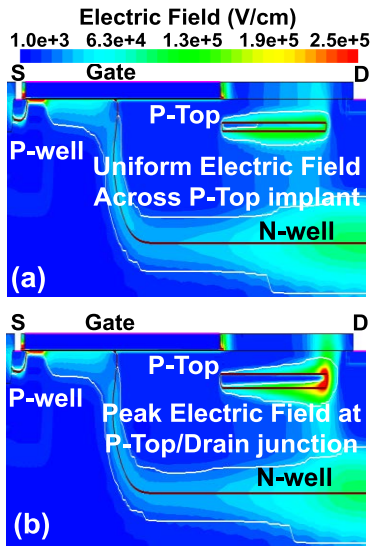 Electric Field (V/cm)
1.0e+3 6.3e+4 1.3e+5 1.9e+5 2.5e+5
S Gate D
P-Top
P-well
Uniform Electric Field
Across P-Top implant
N-well
(a)
S Gate D
P-Top
P-well
Peak Electric Field at
P-Top/Drain junction
N-well
(b)